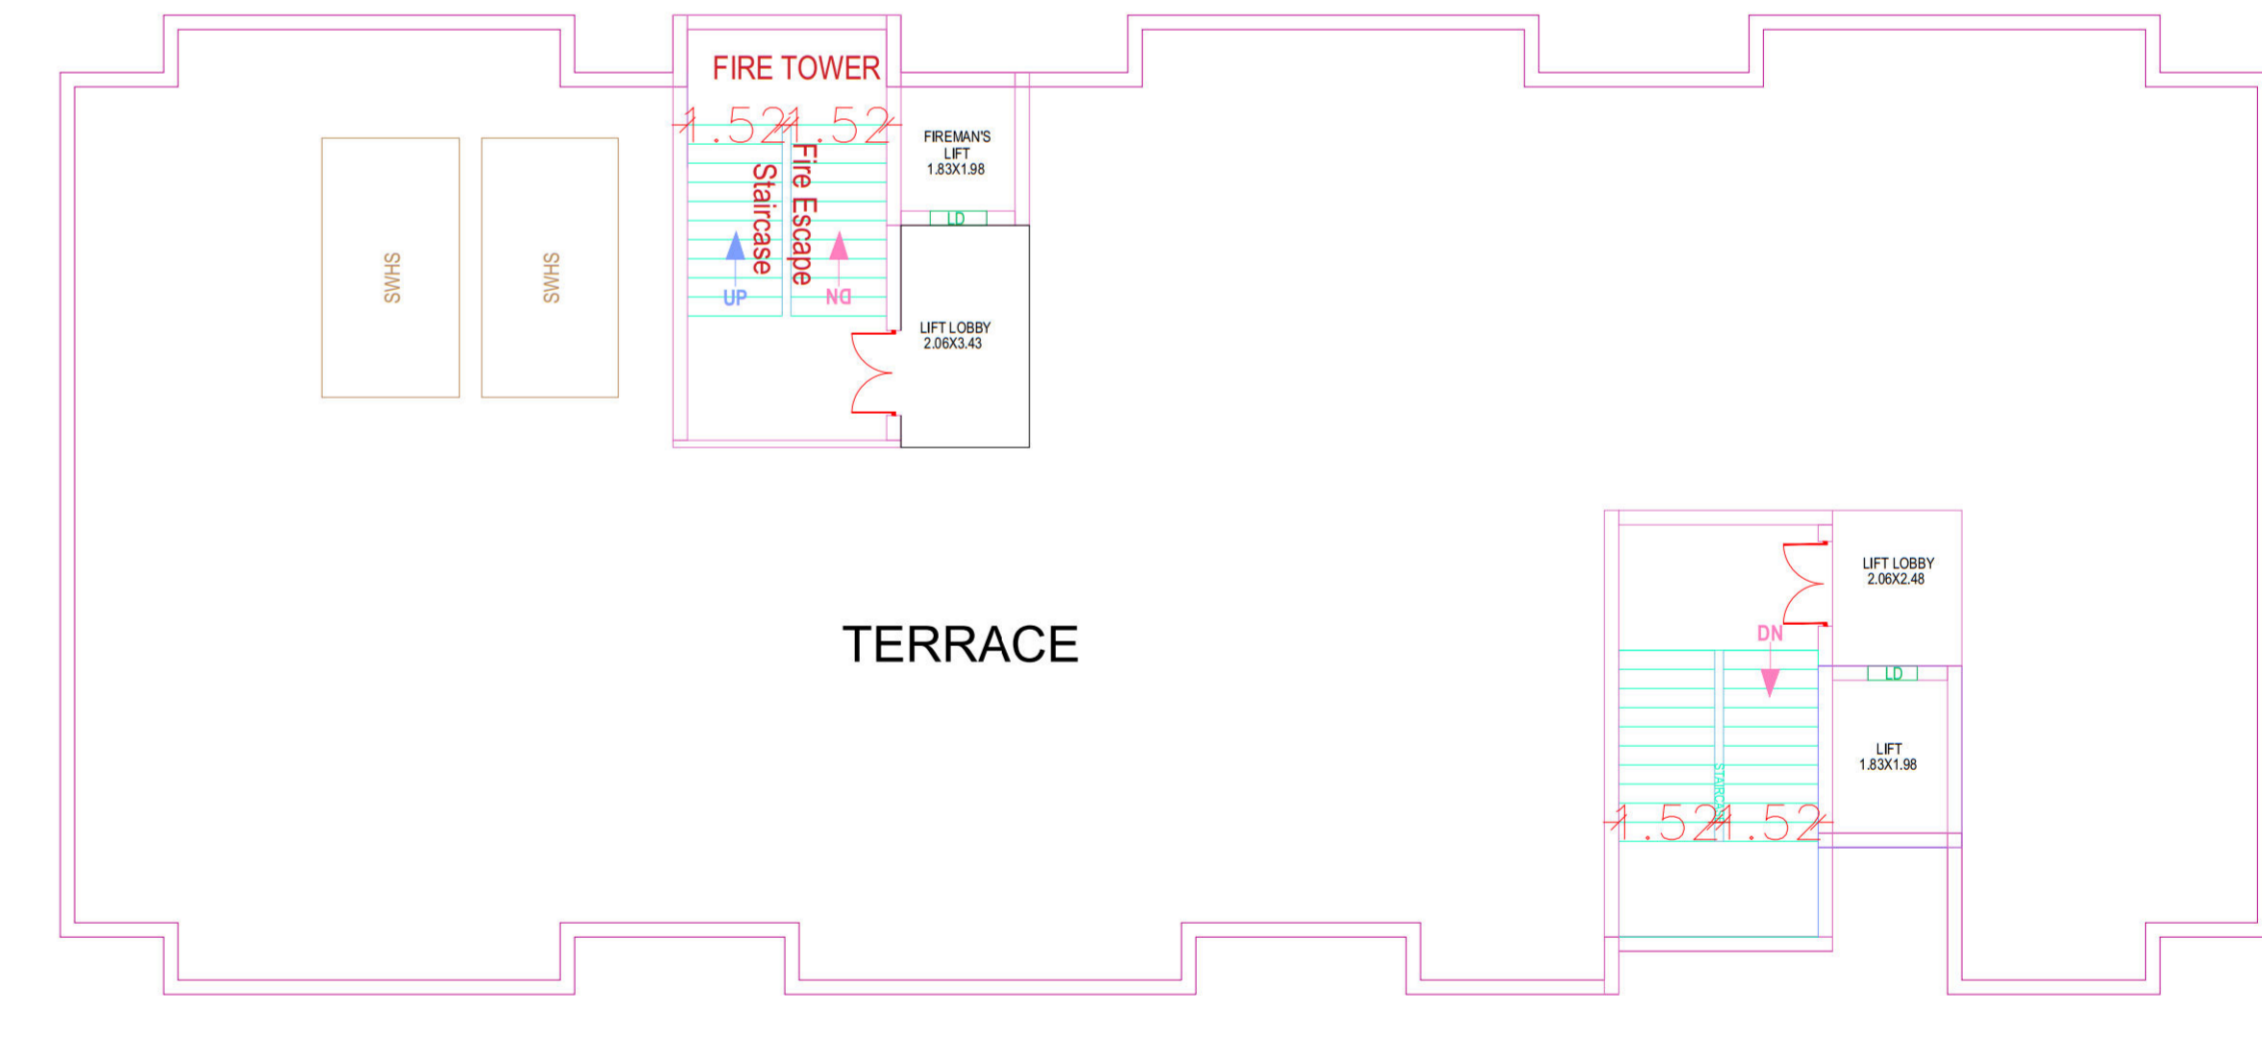 FIRE TOWER
1.52
1.52
FIREMAN'S
LIFT
1.83X1.98
Fire Escape
Staircase
LD
SWHS
SWHS
UP
DN
LIFT LOBBY
2.06X3.43
TERRACE
LIFT LOBBY
2.06X2.48
DN
LD
LIFT
1.83X1.98
STAIRCASE
1.52
1.52